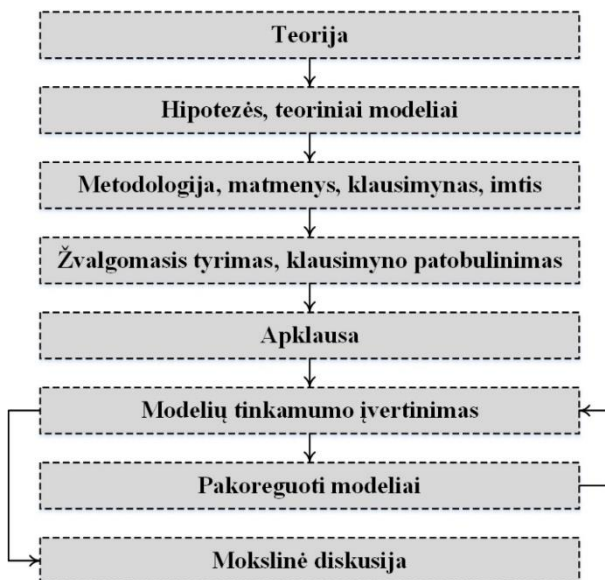 Teorija
Hipotezės, teoriniai modeliai
Metodologija, matmenys, klausimynas, imtis
Žvalgomasis tyrimas, klausimyno patobulinimas
Apklausa
Modelių tinkamumo įvertinimas
Pakoreguoti modeliai
Mokslinė diskusija